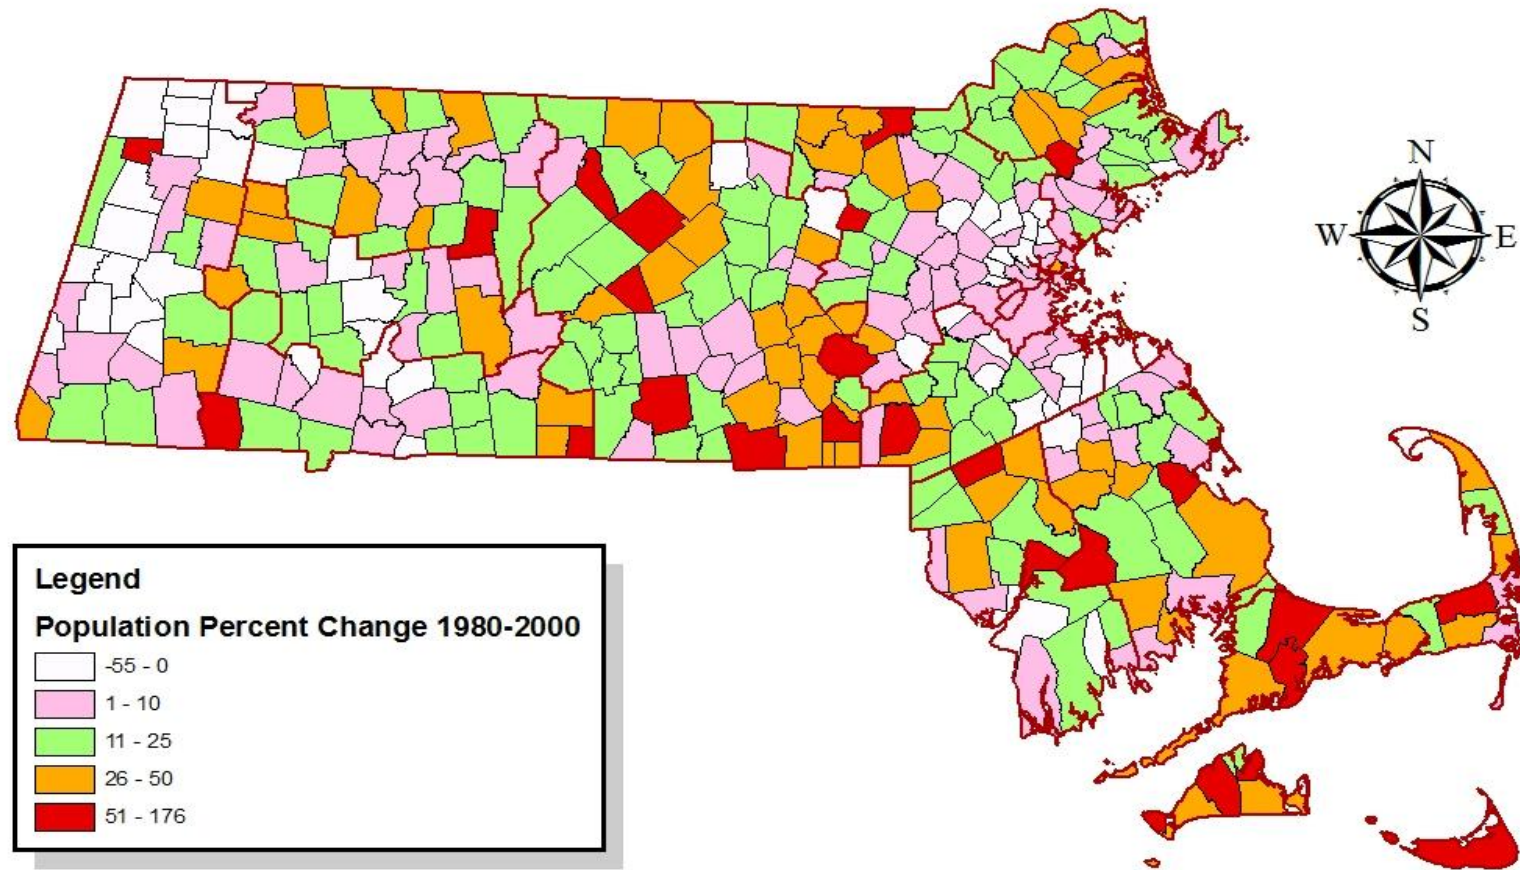 N
W
E
S
Legend
Population Percent Change 1980-2000
-55 - 0
1 - 10
11 - 25
26 - 50
51 - 176